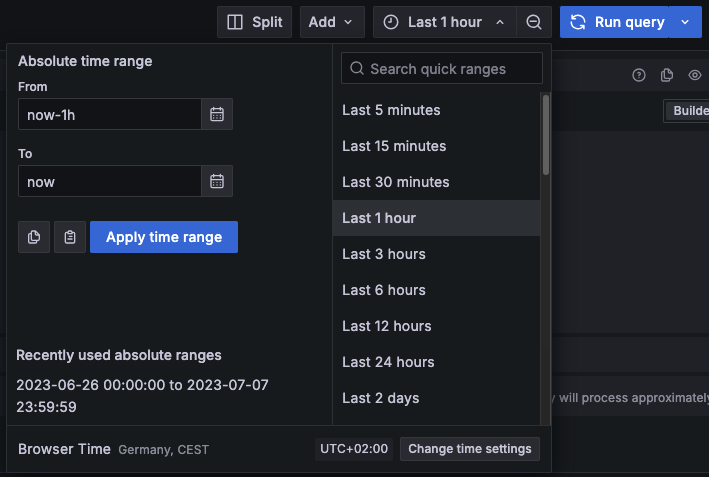 Split
Add
Last 1 hour
Run query
Absolute time range
From
now-1h
To
now
Apply time range
Recently used absolute ranges
2023-06-26 00:00:00 to 2023-07-07
23:59:59
Search quick ranges
Last 5 minutes
Last 15 minutes
Last 30 minutes
Last 1 hour
Last 3 hours
Last 6 hours
Last 12 hours
Last 24 hours
Last 2 days
Builde
y will process approximately
Browser Time Germany, CEST
UTC+02:00
Change time settings